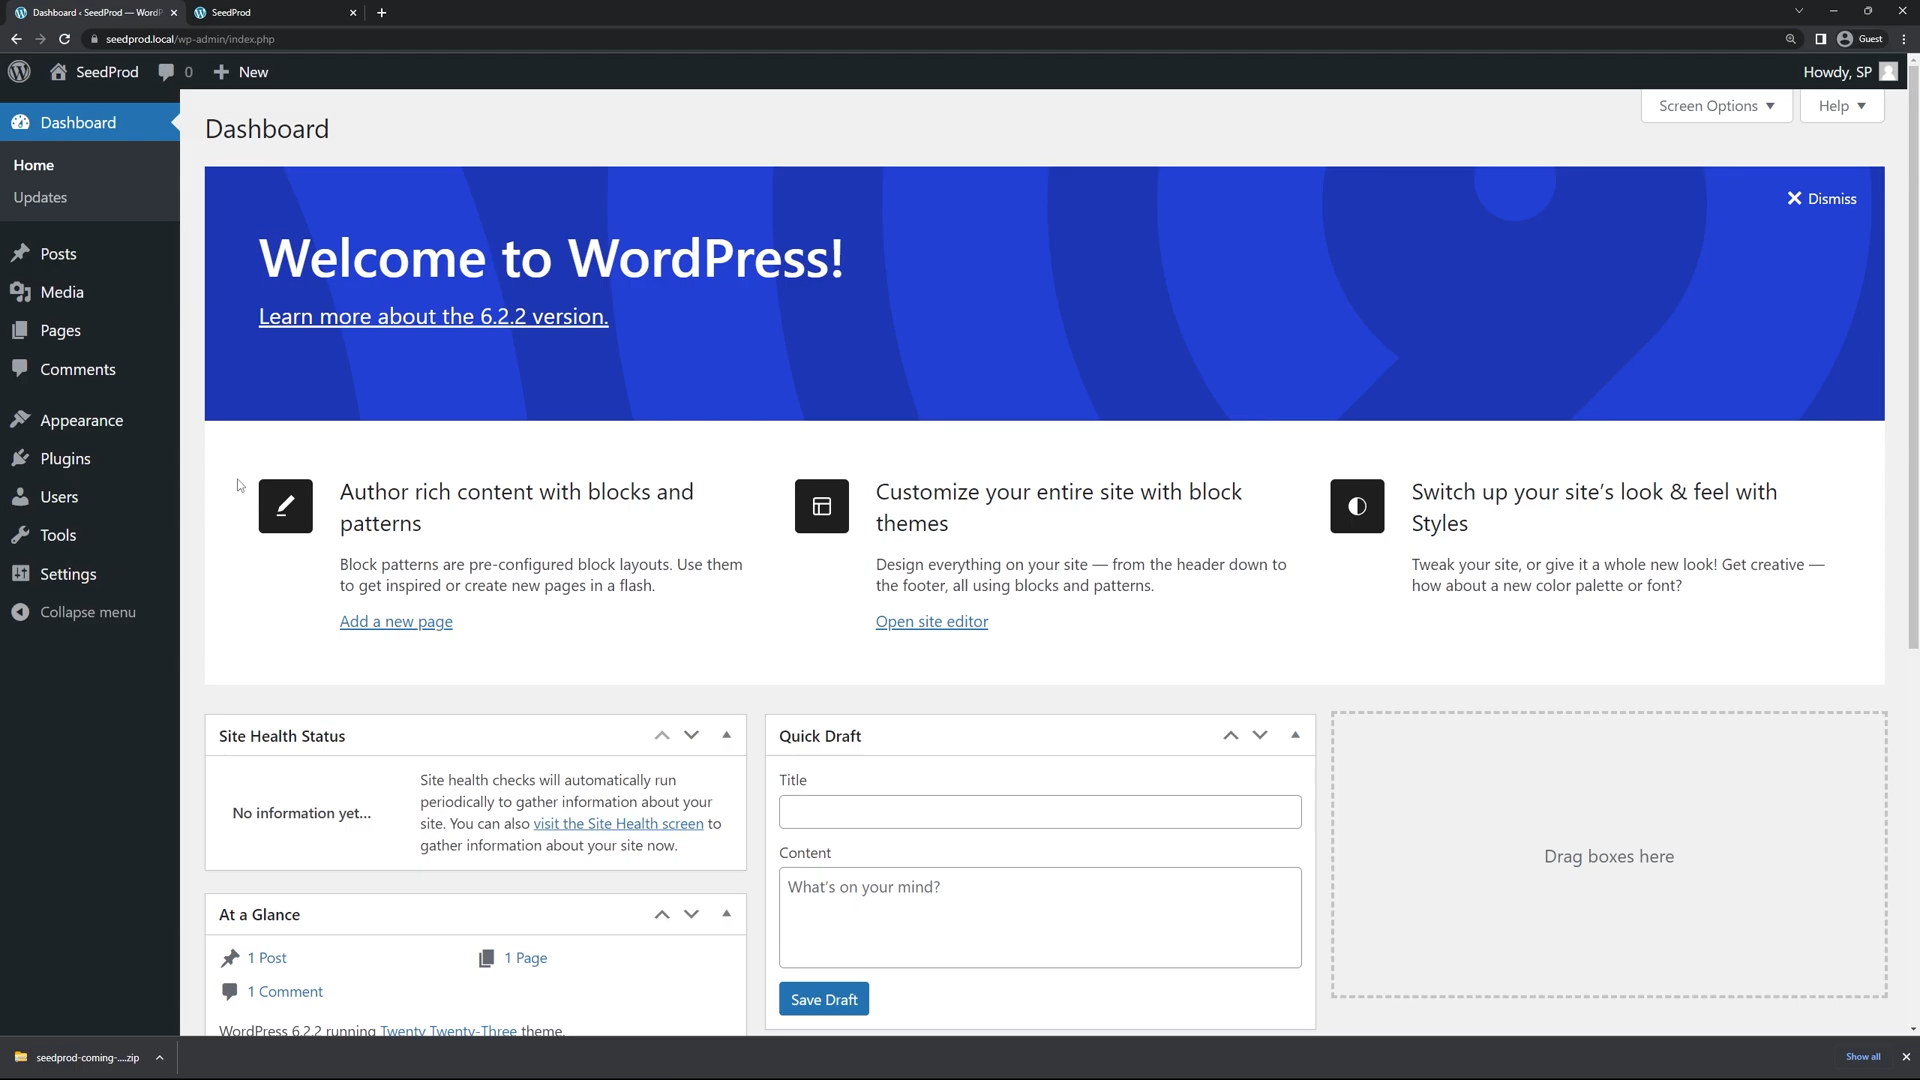 Dashboard ‹ SeedProd — WordP
SeedProd
seedprod.local/wp-admin/index.php
Guest
SeedProd
0
New
Howdy, SP
Dashboard
Home
Updates
Posts
Media
Pages
Comments
Appearance
Plugins
Users
Tools
Settings
Collapse menu
Screen Options
Help
Dashboard
Dismiss
Welcome to WordPress!
Learn more about the 6.2.2 version.
Author rich content with blocks and
patterns
Block patterns are pre-configured block layouts. Use them
to get inspired or create new pages in a flash.
Add a new page
Customize your entire site with block
themes
Design everything on your site — from the header down to
the footer, all using blocks and patterns.
Open site editor
Switch up your site’s look & feel with
Styles
Tweak your site, or give it a whole new look! Get creative —
how about a new color palette or font?
Site Health Status
No information yet...
Site health checks will automatically run
periodically to gather information about your
site. You can also visit the Site Health screen to
gather information about your site now.
At a Glance
1 Post
1 Page
1 Comment
WordPress 6.2.2 running Twenty Twenty-Three theme.
Quick Draft
Title
Content
What's on your mind?
Save Draft
Drag boxes here
seedprod-coming-....zip
Show all